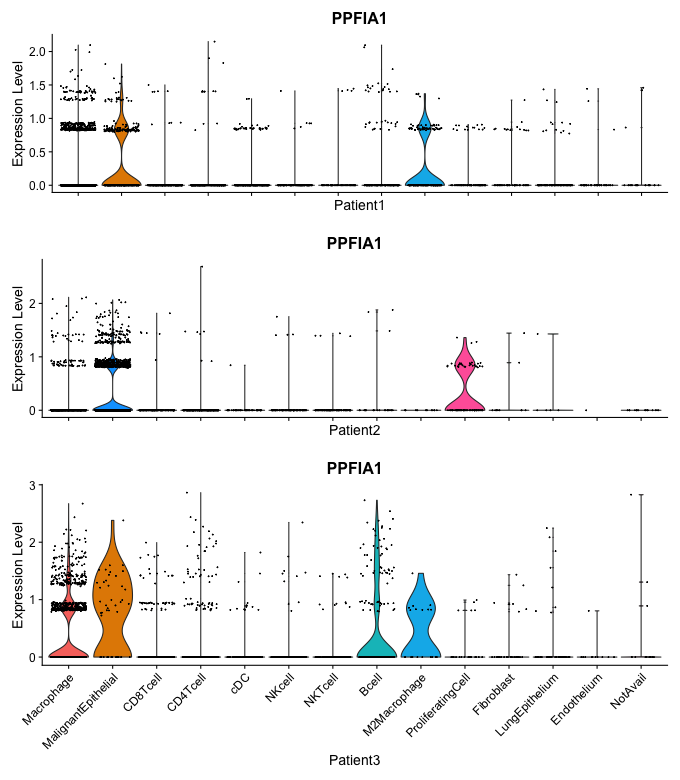 PPFIA1
Expression Level
2.0
1.5
1.0
0.5
0.0
Patient1
PPFIA1
Expression Level
2
1
0
Patient2
PPFIA1
Expression Level
3
2
1
0
Macrophage
MalignantEpithelial
CD8Tcell
CD4Tcell
cDC
NKcell
NKTcell
Bcell
M2Macrophage
ProliferatingCell
Fibroblast
LungEpithelium
Endothelium
NotAvail
Patient3